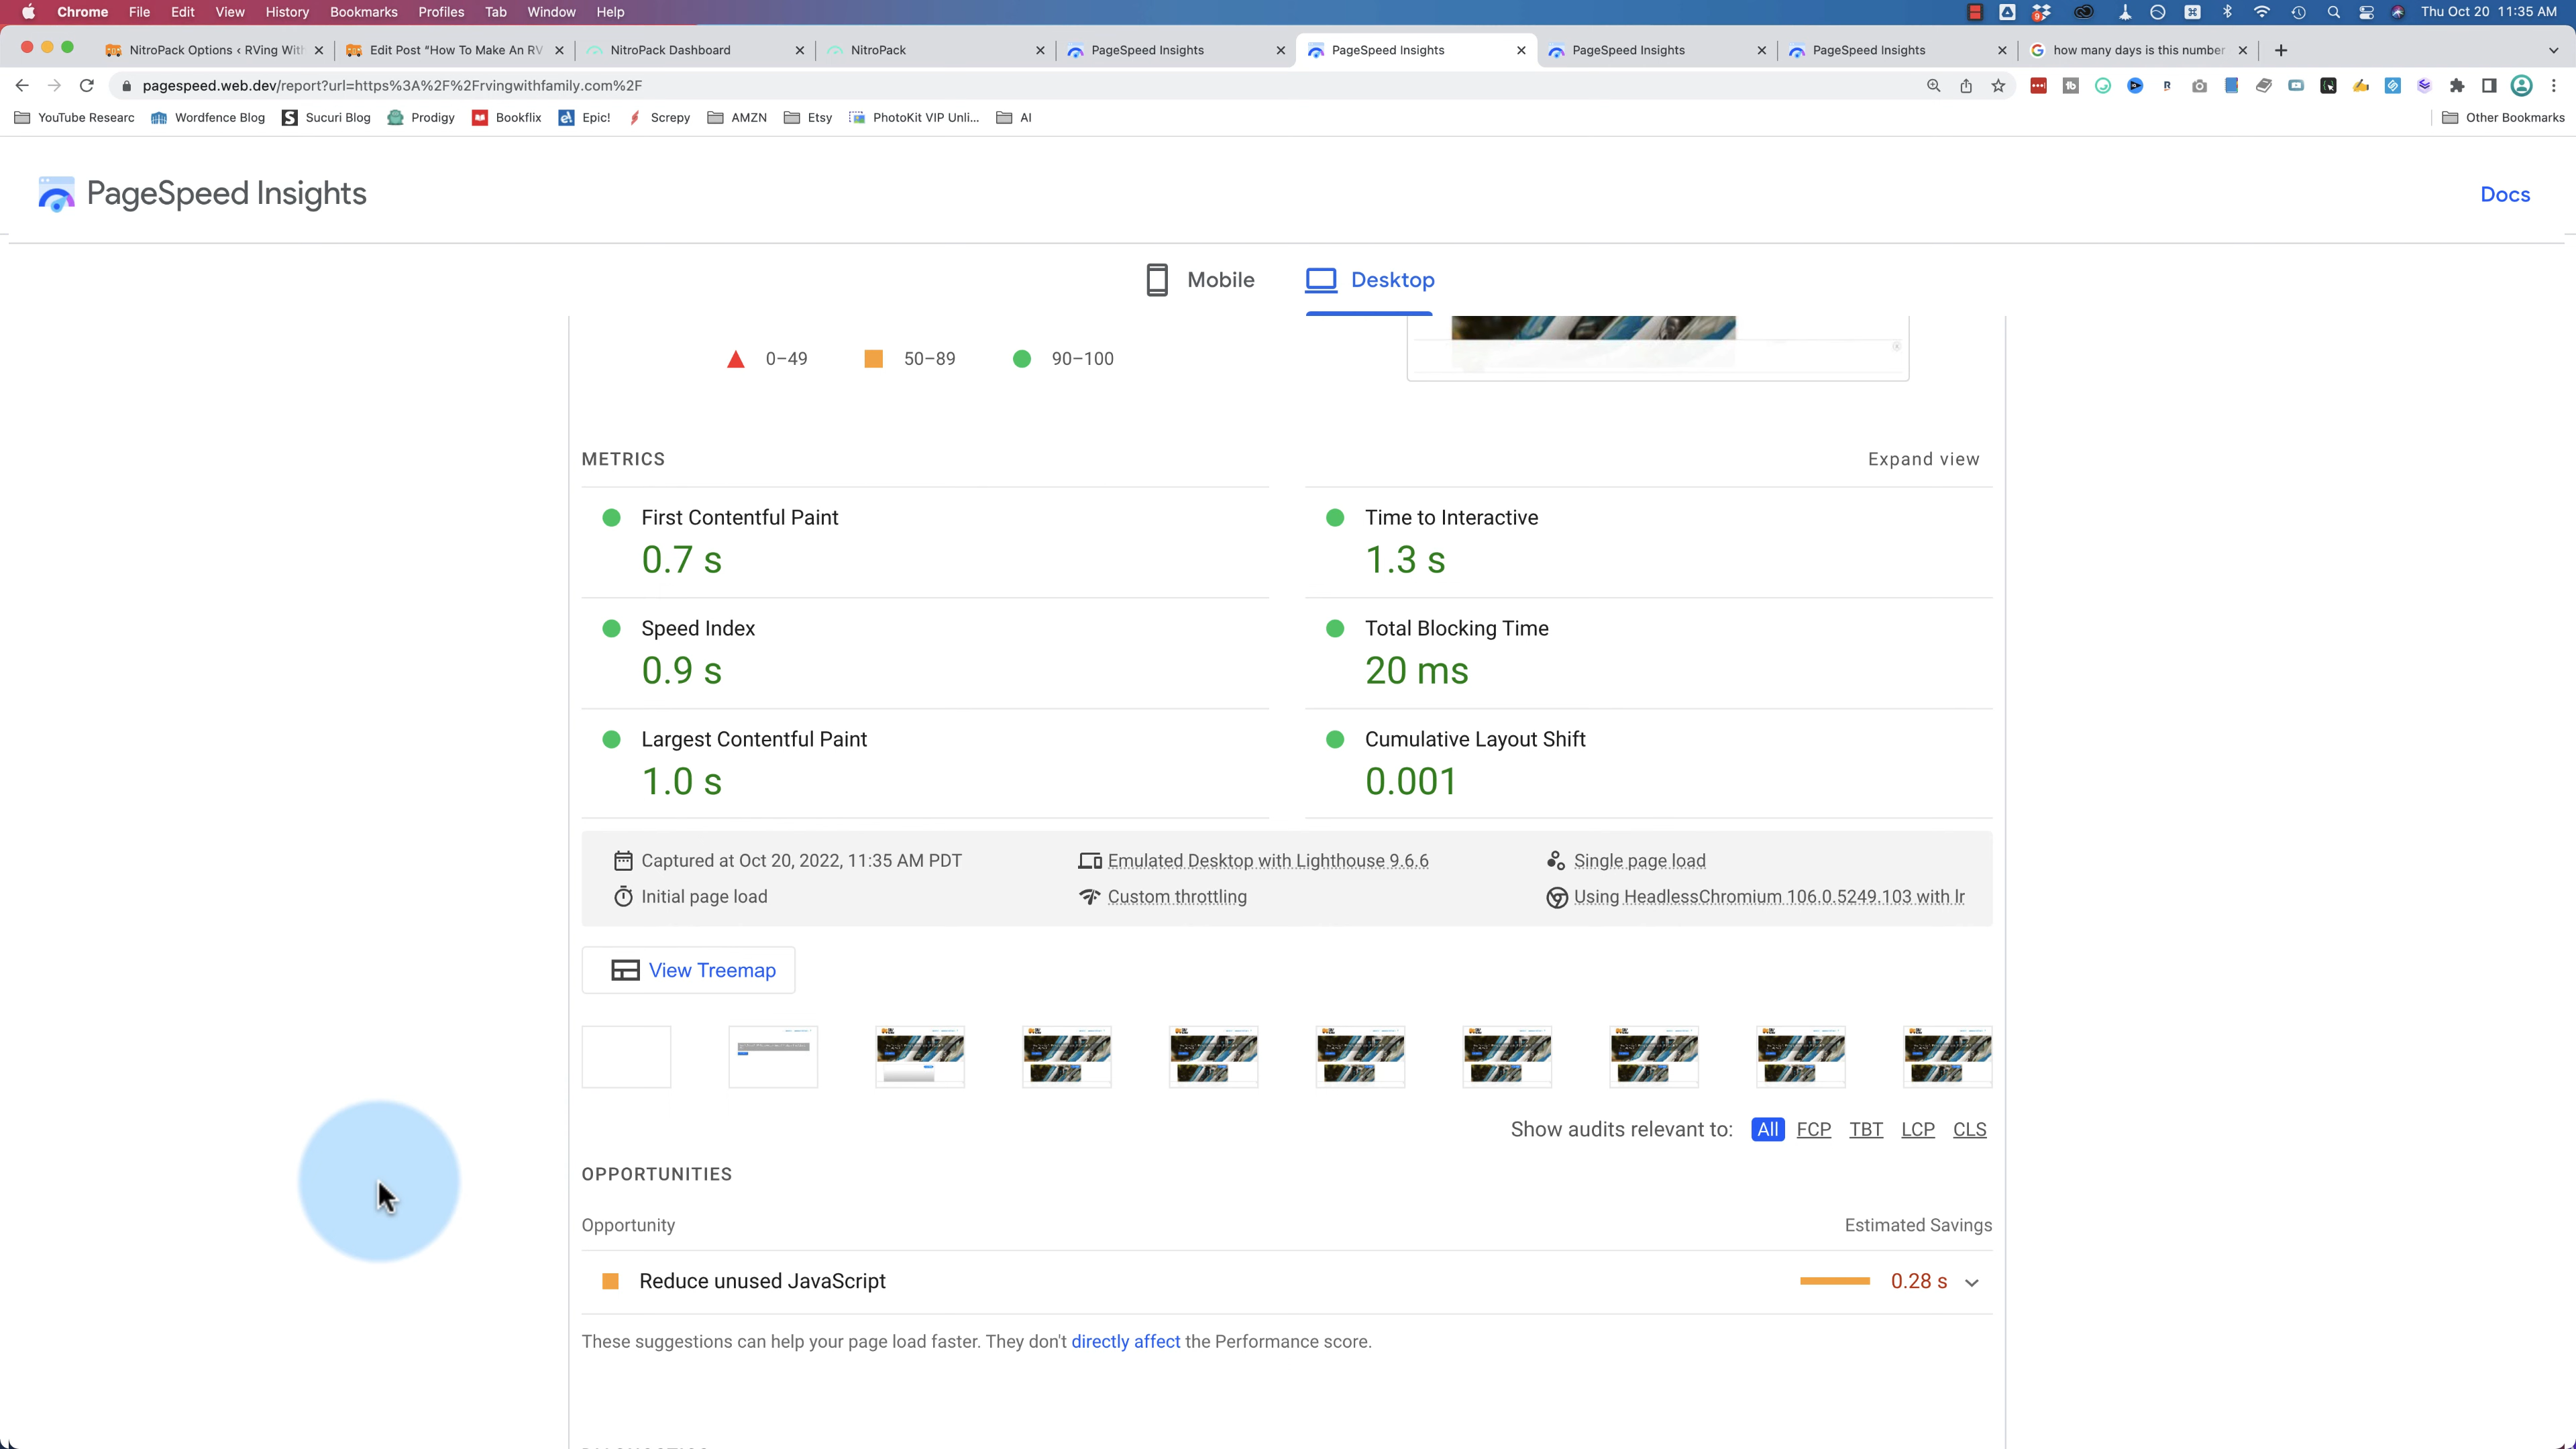 Chrome File Edit View History Bookmarks Profiles Tab Window Help
9
Thu Oct 20 11:35 AM
NitroPack Options ‹ RVing With
Edit Post “How To Make An RV
NitroPack Dashboard
NitroPack
PageSpeed Insights
PageSpeed Insights
PageSpeed Insights
PageSpeed Insights
how many days is this number
pagespeed.web.dev/report?url=https%3A%2F%2Frvingwithfamily.com%2F
YouTube Researc
Wordfence Blog
Sucuri Blog
Prodigy
Bookflix
Epic!
Screpy
AMZN
Etsy
PhotoKit VIP Unli...
AI
Other Bookmarks
PageSpeed Insights
Docs
Mobile
Desktop
0–49
50–89
90–100
METRICS
Expand view
First Contentful Paint
0.7 s
Time to Interactive
1.3 s
Speed Index
0.9 s
Total Blocking Time
20 ms
Largest Contentful Paint
1.0 s
Cumulative Layout Shift
0.001
Captured at Oct 20, 2022, 11:35 AM PDT
Emulated Desktop with Lighthouse 9.6.6
Single page load
Initial page load
Custom throttling
Using HeadlessChromium 106.0.5249.103 with lr
View Treemap
Show audits relevant to: All FCP TBT LCP CLS
OPPORTUNITIES
Opportunity
Estimated Savings
Reduce unused JavaScript
0.28 s
These suggestions can help your page load faster. They don't directly affect the Performance score.